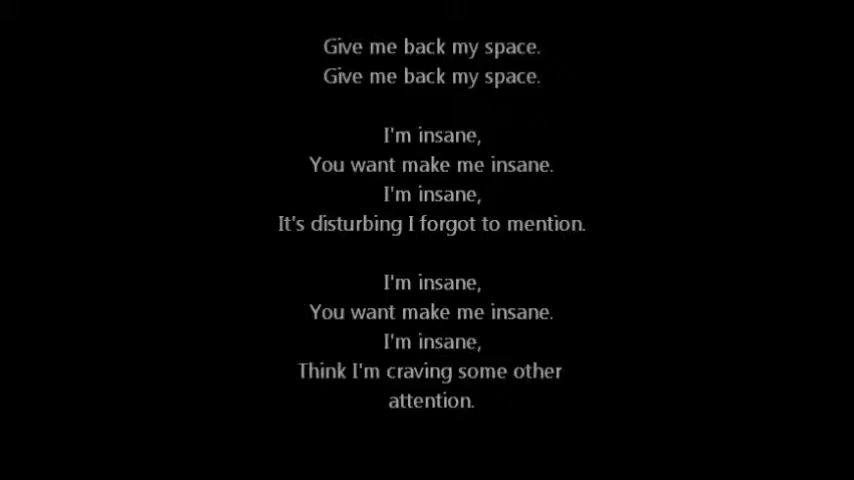 Give me back my space.
Give me back my space.
I'm insane,
You want make me insane.
I'm insane,
It's disturbing I forgot to mention.
I'm insane,
You want make me insane.
I'm insane,
Think I'm craving some other
attention.